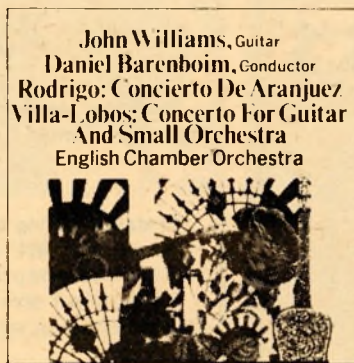 John Williams, Guitar
Daniel Barenboim, Conductor
Rodrigo: Concierto De Aranjuez
Villa-Lobos: Concerto For Guitar
And Small Orchestra
English Chamber Orchestra